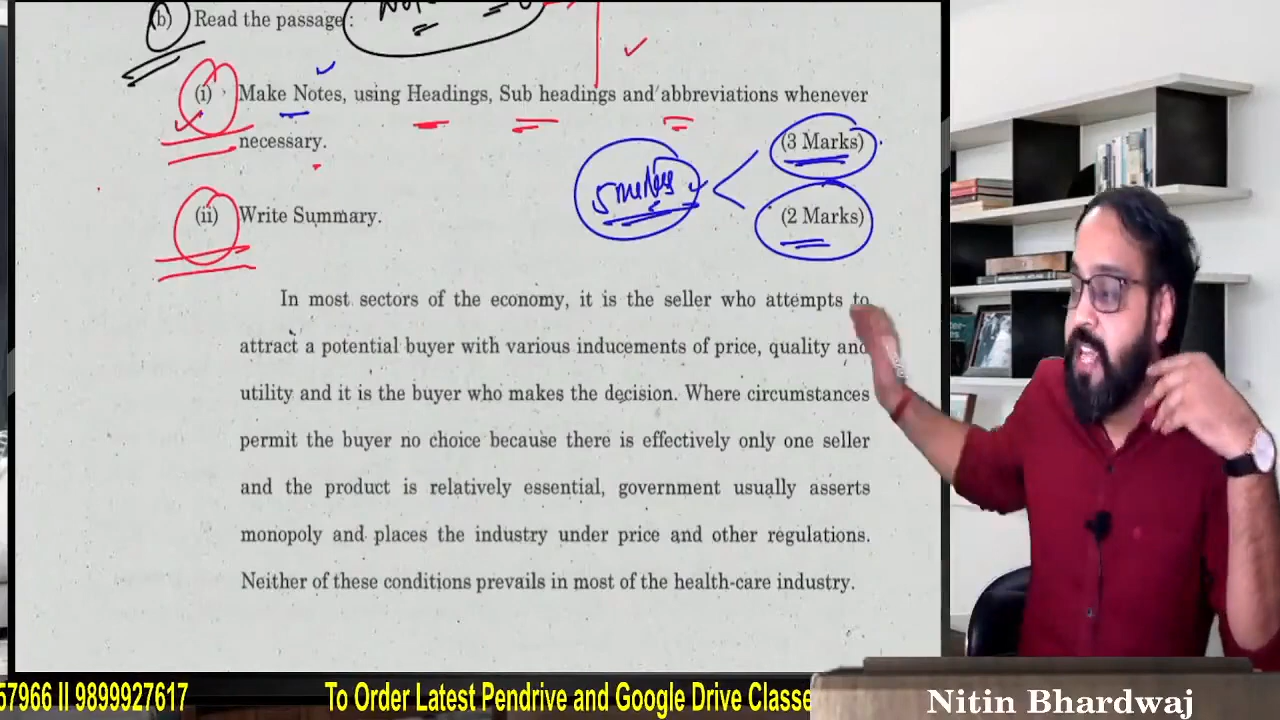 (b) Read the passage:
(i) Make Notes, using Headings, Sub headings and abbreviations whenever
necessary.
(3 Marks)
(ii) Write Summary.
(2 Marks)
In most sectors of the economy, it is the seller who attempts to
attract a potential buyer with various inducements of price, quality and
utility and it is the buyer who makes the decision. Where circumstances
permit the buyer no choice because there is effectively only one seller
and the product is relatively essential, government usually asserts
monopoly and places the industry under price and other regulations.
Neither of these conditions prevails in most of the health-care industry.
57966 II 9899927617 To Order Latest Pendrive and Google Drive Classe
Nitin Bhardwaj